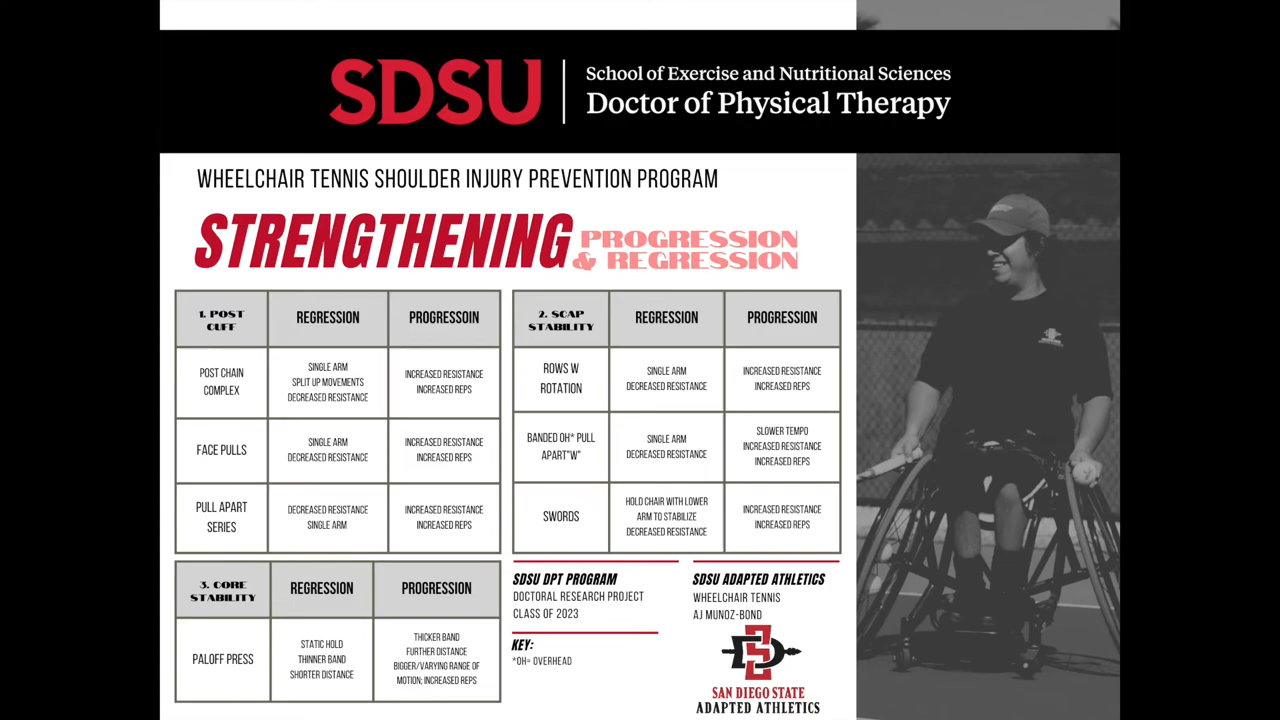 SDSU
School of Exercise and Nutritional Sciences
Doctor of Physical Therapy
WHEELCHAIR TENNIS SHOULDER INJURY PREVENTION PROGRAM
STRENGTHENING
PROGRESSION
& REGRESSION
1. POST
CUFF
REGRESSION
PROGRESSOIN
POST CHAIN
COMPLEX
SINGLE ARM
SPLIT UP MOVEMENTS
DECREASED RESISTANCE
INCREASED RESISTANCE
INCREASED REPS
FACE PULLS
SINGLE ARM
DECREASED RESISTANCE
INCREASED RESISTANCE
INCREASED REPS
PULL APART
SERIES
DECREASED RESISTANCE
SINGLE ARM
INCREASED RESISTANCE
INCREASED REPS
2. SCAP
STABILITY
REGRESSION
PROGRESSION
ROWS W
ROTATION
SINGLE ARM
DECREASED RESISTANCE
INCREASED RESISTANCE
INCREASED REPS
BANDED OH* PULL
APART"W"
SINGLE ARM
DECREASED RESISTANCE
SLOWER TEMPO
INCREASED RESISTANCE
INCREASED REPS
SWORDS
HOLD CHAIR WITH LOWER
ARM TO STABILIZE
DECREASED RESISTANCE
INCREASED RESISTANCE
INCREASED REPS
3. CORE
STABILITY
REGRESSION
PROGRESSION
PALOFF PRESS
STATIC HOLD
THINNER BAND
SHORTER DISTANCE
THICKER BAND
FURTHER DISTANCE
BIGGER/VARYING RANGE OF
MOTION; INCREASED REPS
SDSU DPT PROGRAM
DOCTORAL RESEARCH PROJECT
CLASS OF 2023
KEY:
*OH= OVERHEAD
SDSU ADAPTED ATHLETICS
WHEELCHAIR TENNIS
AJ MUNOZ-BOND
SD
SAN DIEGO STATE
ADAPTED ATHLETICS